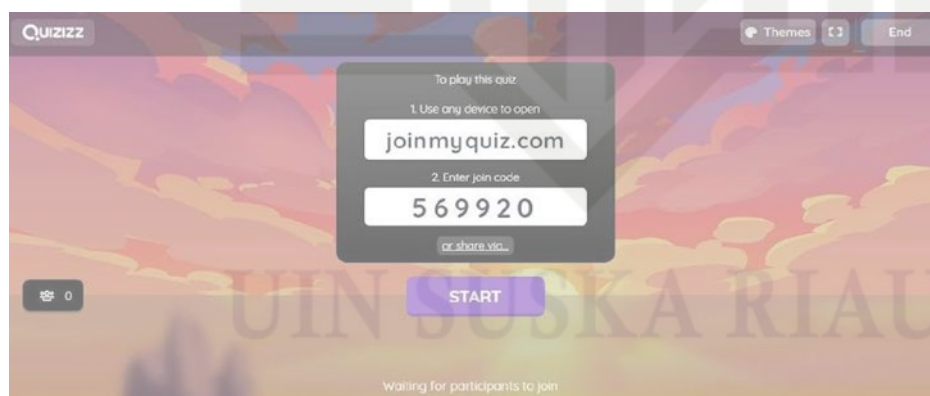 QUIZIZZ
Themes
End
To play this quiz
1. Use any device to open
joinmyquiz.com
2. Enter join code
569920
or share via...
0
START
UIN SUSKA RIAU
Waiting for participants to join